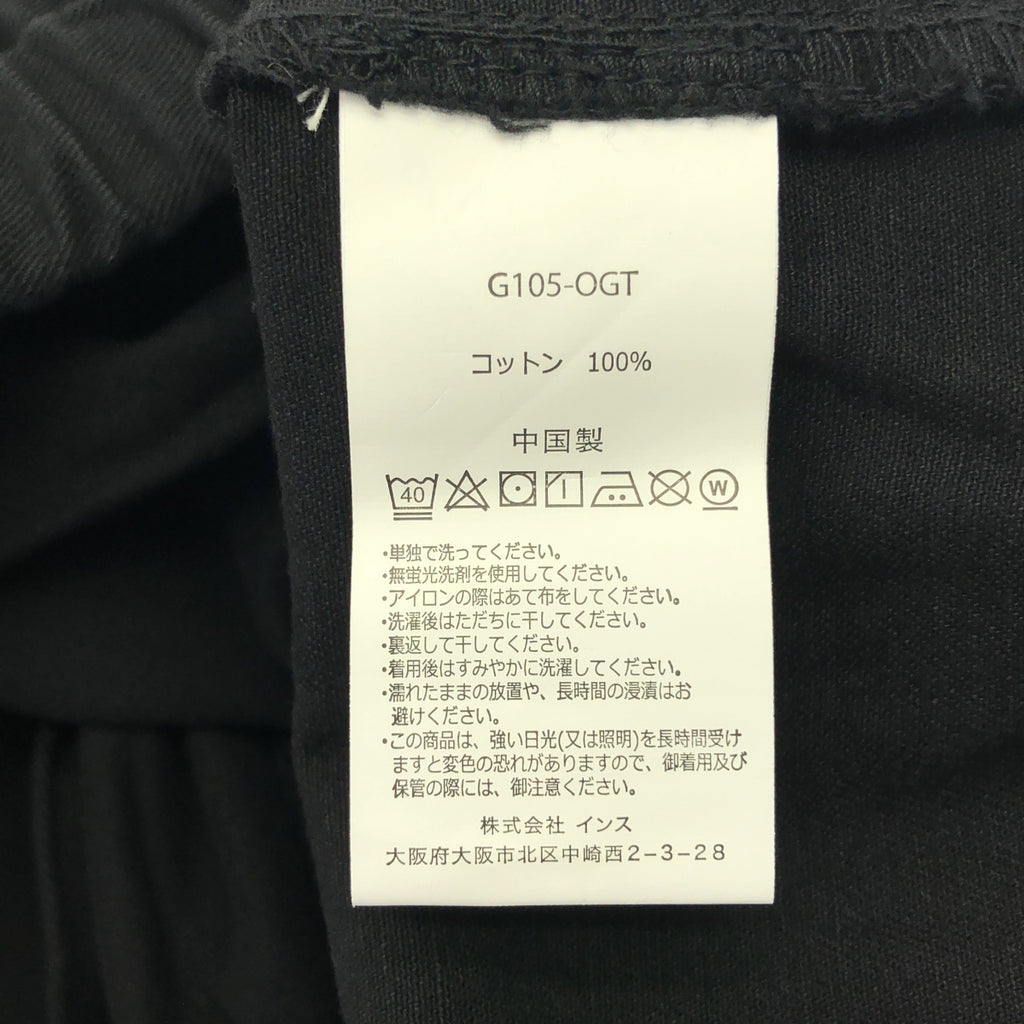 G105-OGT
コットン 100%
中国製
40 W
・単独で洗ってください。
・無蛍光洗剤を使用してください。
・アイロンの際はあて布をしてください。
・洗濯後はただちに干してください。
・裏返して干してください。
・着用後はすみやかに洗濯してください。
・濡れたままの放置や、長時間の浸漬はお
避けください。
・この商品は、強い日光(又は照明)を長時間受け
ますと変色の恐れがありますので、御着用及び
保管の際には、御注意ください。
株式会社 インス
大阪府大阪市北区中崎西2-3-28